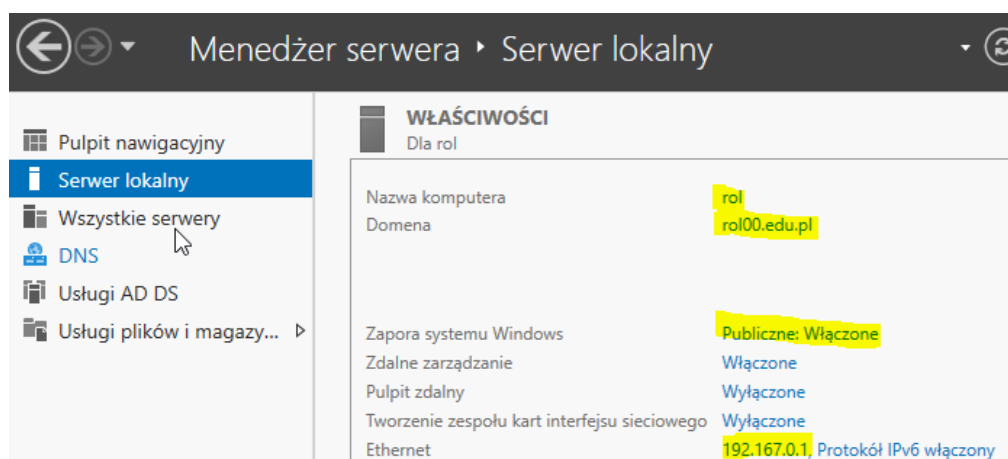 Menedżer serwera ‣ Serwer lokalny
Pulpit nawigacyjny
Serwer lokalny
Wszystkie serwery
DNS
Usługi AD DS
Usługi plików i magazy...
WŁAŚCIWOŚCI
Dla rol
Nazwa komputera rol
Domena rol00.edu.pl
Zapora systemu Windows Publiczne: Włączone
Zdalne zarządzanie Włączone
Pulpit zdalny Wyłączone
Tworzenie zespołu kart interfejsu sieciowego Wyłączone
Ethernet 192.167.0.1, Protokół IPv6 włączony